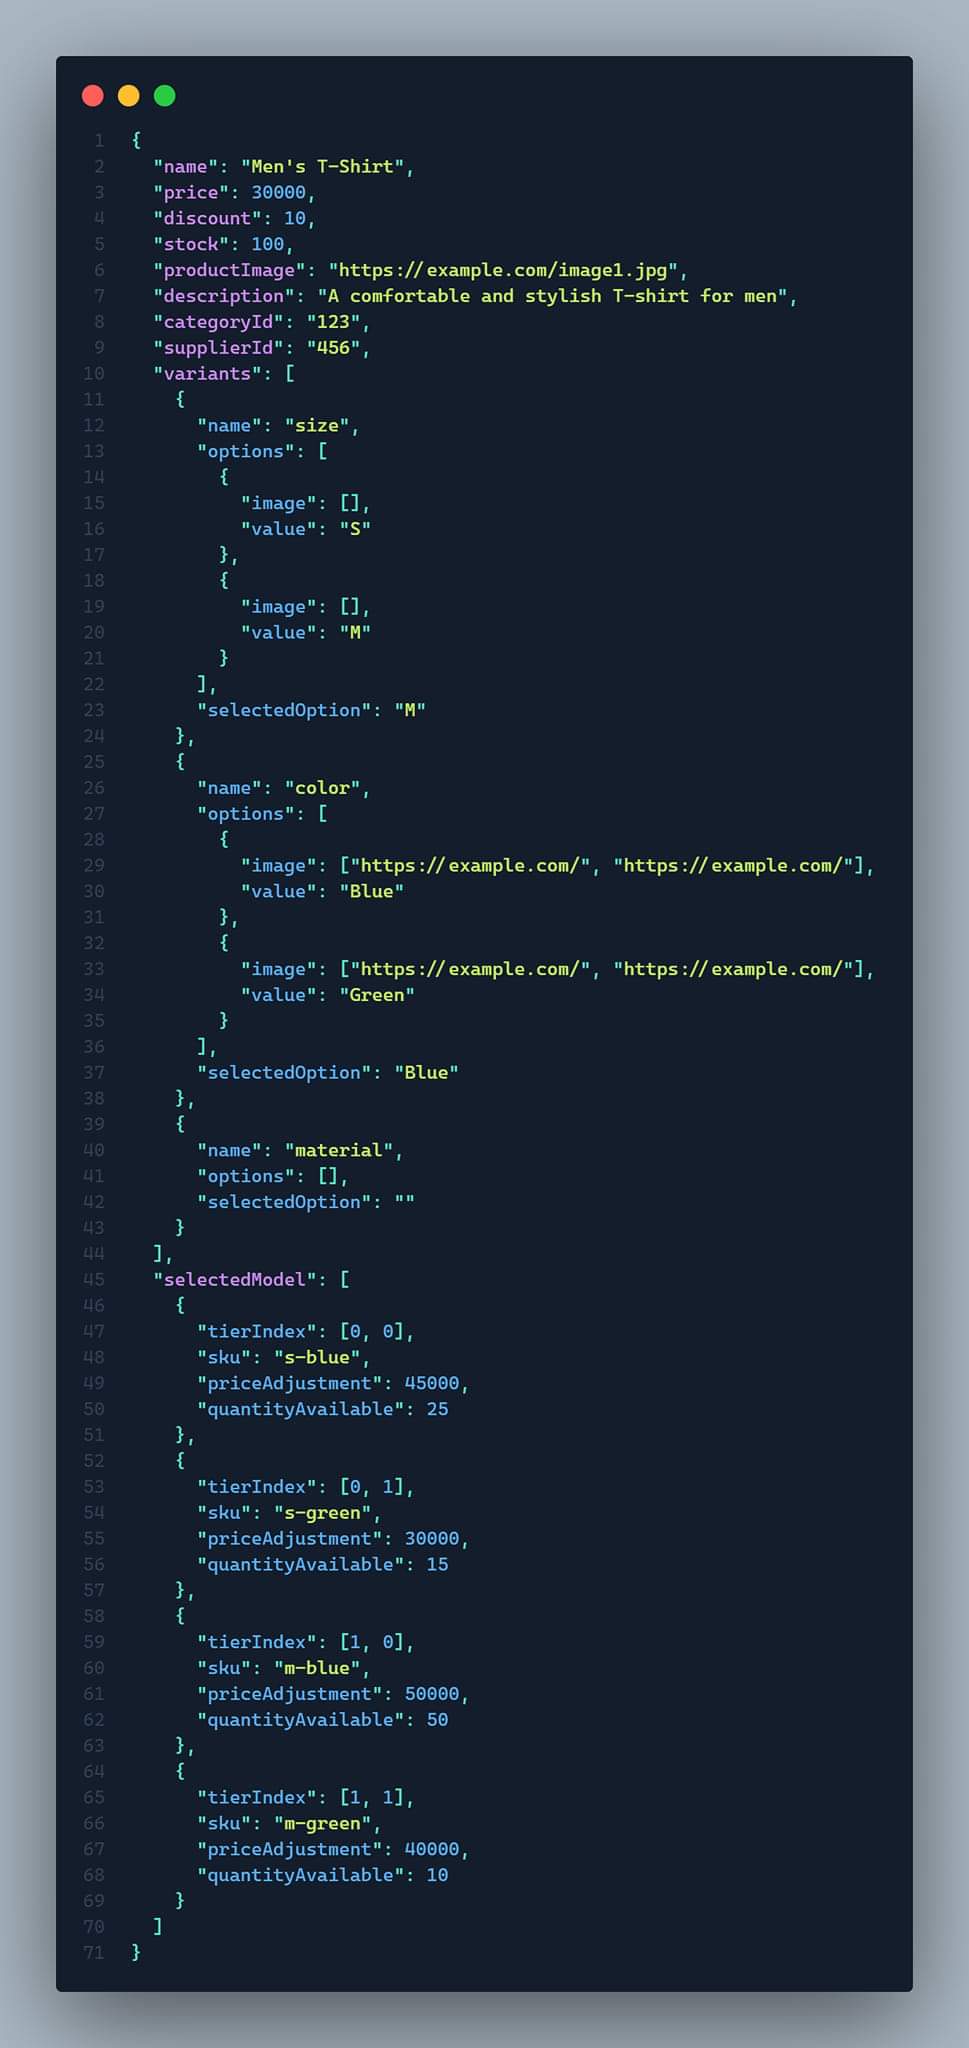 1 {
2   "name": "Men's T-Shirt",
3   "price": 30000,
4   "discount": 10,
5   "stock": 100,
6   "productImage": "https://example.com/image1.jpg",
7   "description": "A comfortable and stylish T-shirt for men",
8   "categoryId": "123",
9   "supplierId": "456",
10   "variants": [
11     {
12       "name": "size",
13       "options": [
14         {
15           "image": [],
16           "value": "S"
17         },
18         {
19           "image": [],
20           "value": "M"
21         }
22       ],
23       "selectedOption": "M"
24     },
25     {
26       "name": "color",
27       "options": [
28         {
29           "image": ["https://example.com/", "https://example.com/"],
30           "value": "Blue"
31         },
32         {
33           "image": ["https://example.com/", "https://example.com/"],
34           "value": "Green"
35         }
36       ],
37       "selectedOption": "Blue"
38     },
39     {
40       "name": "material",
41       "options": [],
42       "selectedOption": ""
43     }
44   ],
45   "selectedModel": [
46     {
47       "tierIndex": [0, 0],
48       "sku": "s-blue",
49       "priceAdjustment": 45000,
50       "quantityAvailable": 25
51     },
52     {
53       "tierIndex": [0, 1],
54       "sku": "s-green",
55       "priceAdjustment": 30000,
56       "quantityAvailable": 15
57     },
58     {
59       "tierIndex": [1, 0],
60       "sku": "m-blue",
61       "priceAdjustment": 50000,
62       "quantityAvailable": 50
63     },
64     {
65       "tierIndex": [1, 1],
66       "sku": "m-green",
67       "priceAdjustment": 40000,
68       "quantityAvailable": 10
69     }
70   ]
71 }